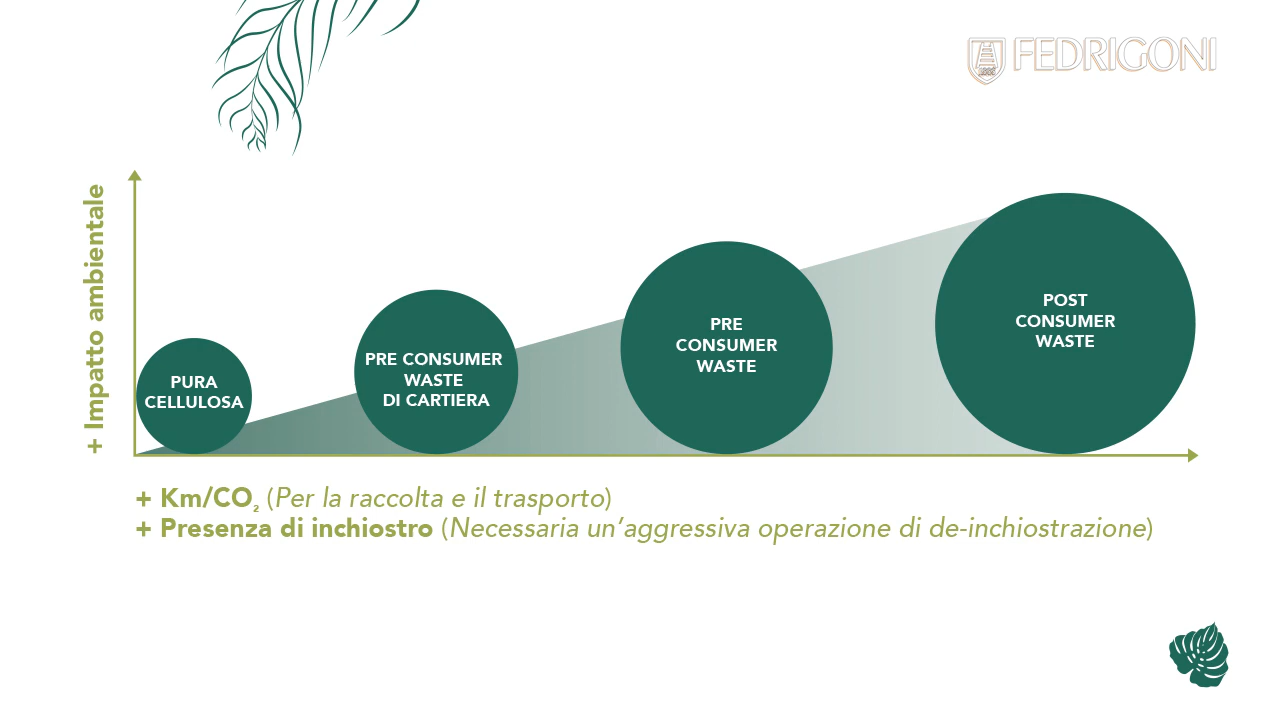 FEDRIGONI
+ Impatto ambientale
PURA
CELLULOSA
PRE CONSUMER
WASTE
DI CARTIERA
PRE
CONSUMER
WASTE
POST
CONSUMER
WASTE
+ Km/CO₂ (Per la raccolta e il trasporto)
+ Presenza di inchiostro (Necessaria un’aggressiva operazione di de-inchiostrazione)